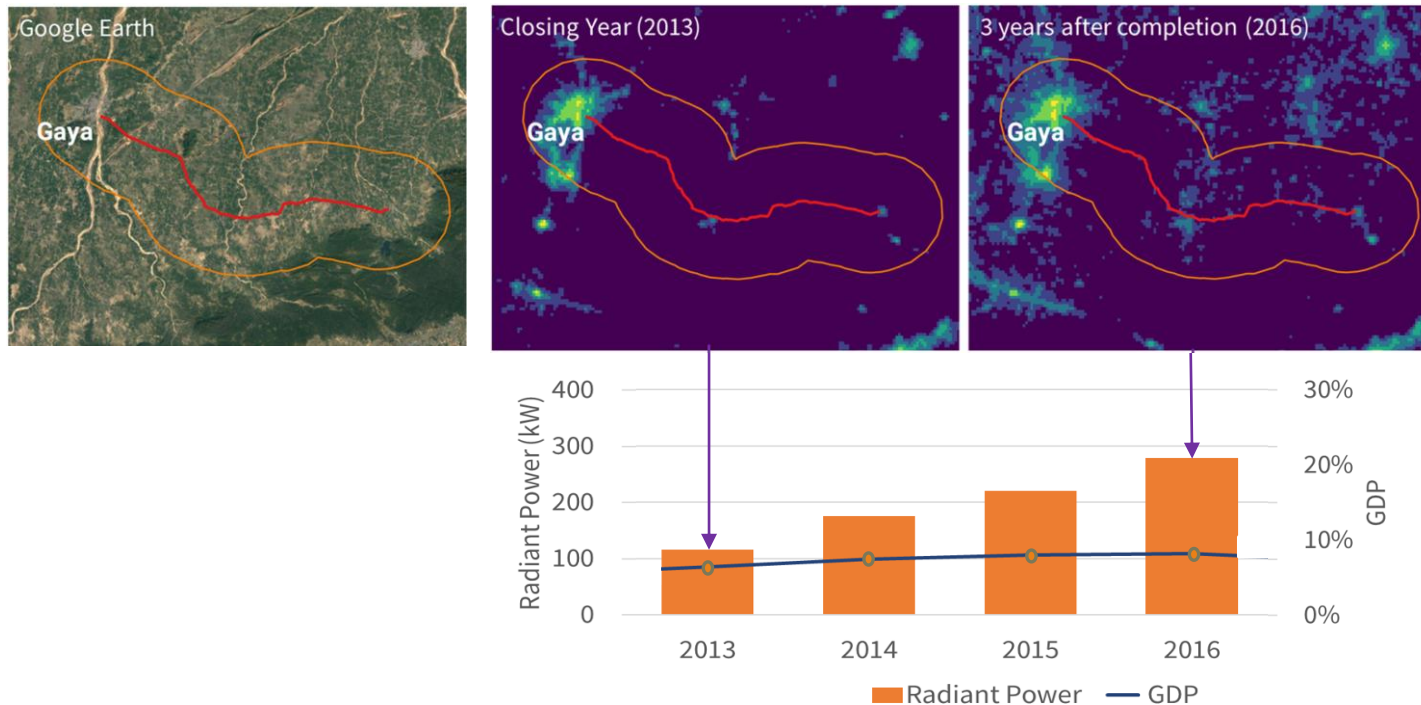 Google Earth
Gaya
Closing Year (2013)
Gaya
3 years after completion (2016)
Gaya
Radiant Power (kW)
400
300
200
100
0
30%
20%
10%
0%
GDP
2013 2014 2015 2016
Radiant Power GDP